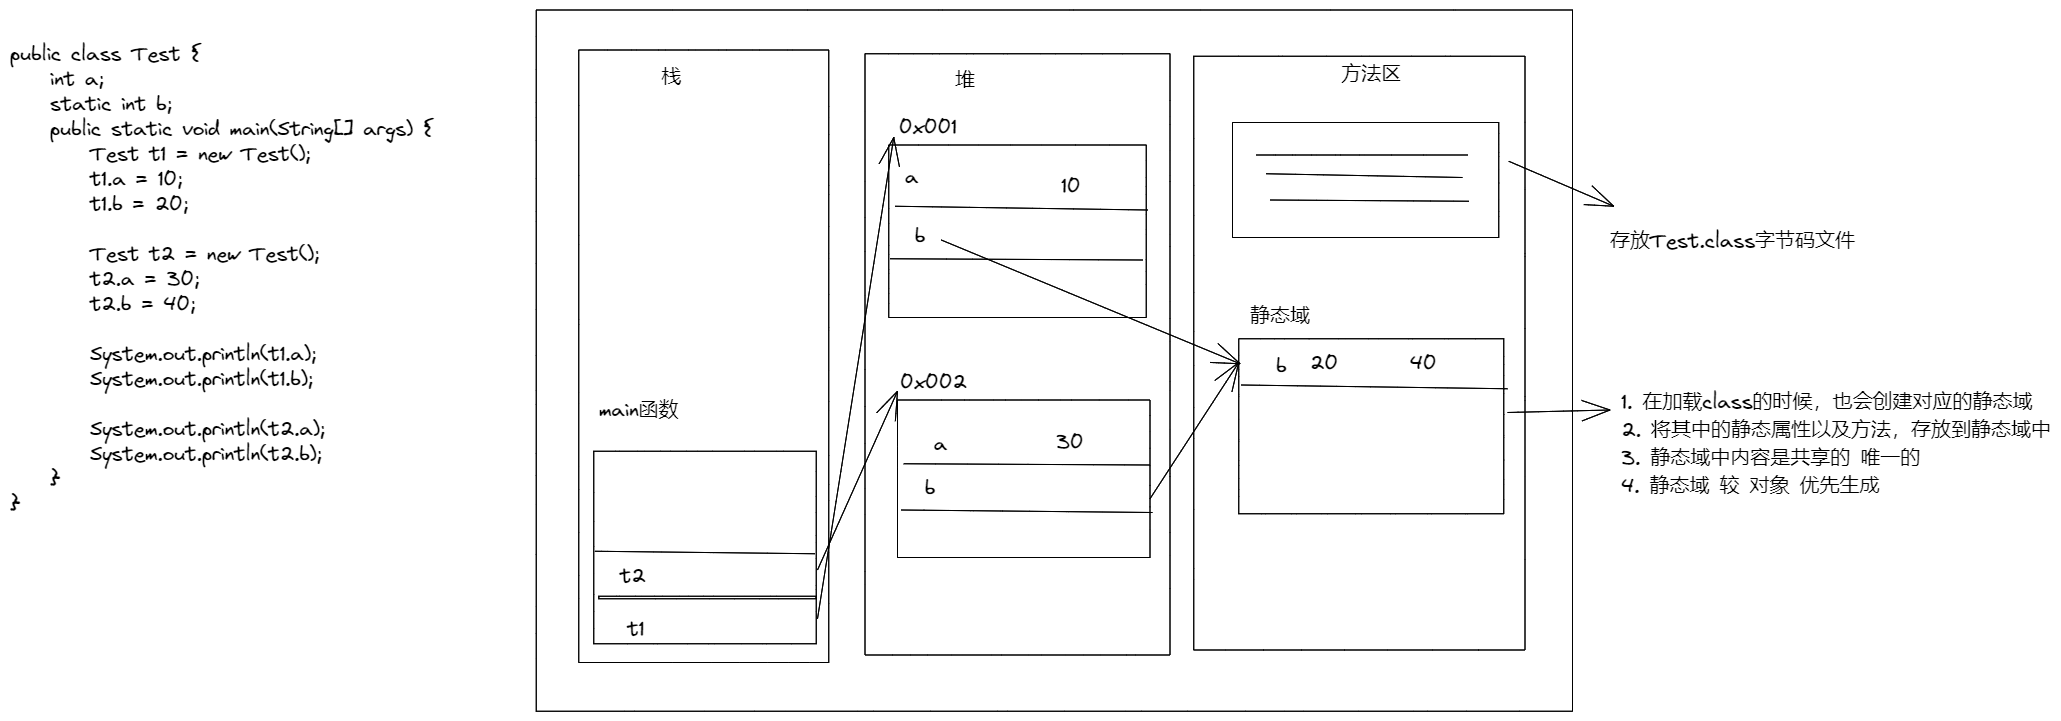 public class Test {
int a;
static int b;
public static void main(String[] args) {
Test t1 = new Test();
t1.a = 10;
t1.b = 20;
Test t2 = new Test();
t2.a = 30;
t2.b = 40;
System.out.println(t1.a);
System.out.println(t1.b);
System.out.println(t2.a);
System.out.println(t2.b);
}
}
栈
main函数
t2
t1
堆
0x001
a 10
b
0x002
a 30
b
方法区
静态域
b 20 40
存放Test.class字节码文件
1. 在加载class的时候，也会创建对应的静态域
2. 将其中的静态属性以及方法，存放到静态域中
3. 静态域中内容是共享的 唯一的
4. 静态域 较 对象 优先生成